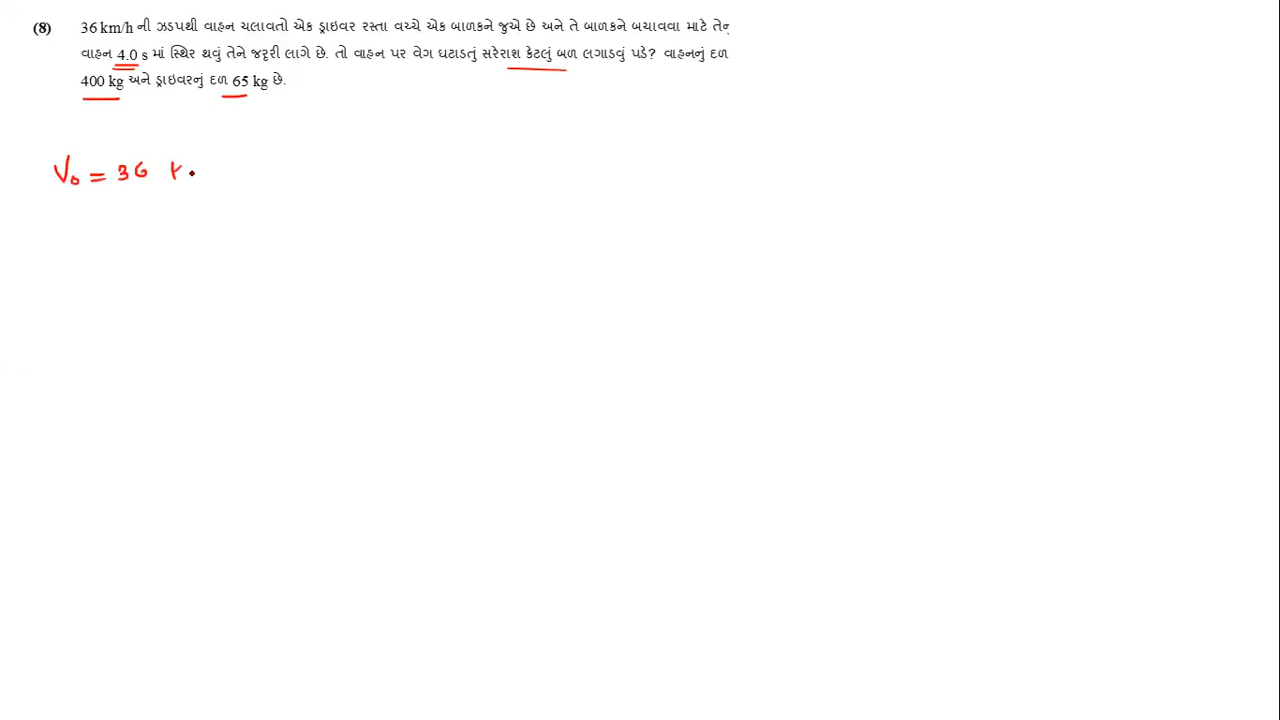 (8) 36 km/h ની ઝડપથી વાહન ચલાવતો એક ડ્રાઇવર રસ્તા વચ્ચે એક બાળકને જુએ છે અને તે બાળકને બચાવવા માટે તેનું
વાહન 4.0 s માં સ્થિર થવું તેને જરૂરી લાગે છે. તો વાહન પર વેગ ઘટાડતું સરેરાશ કેટલું બળ લગાડવું પડે? વાહનનું દળ
400 kg અને ડ્રાઇવરનું દળ 65 kg છે.
V₀ = 36